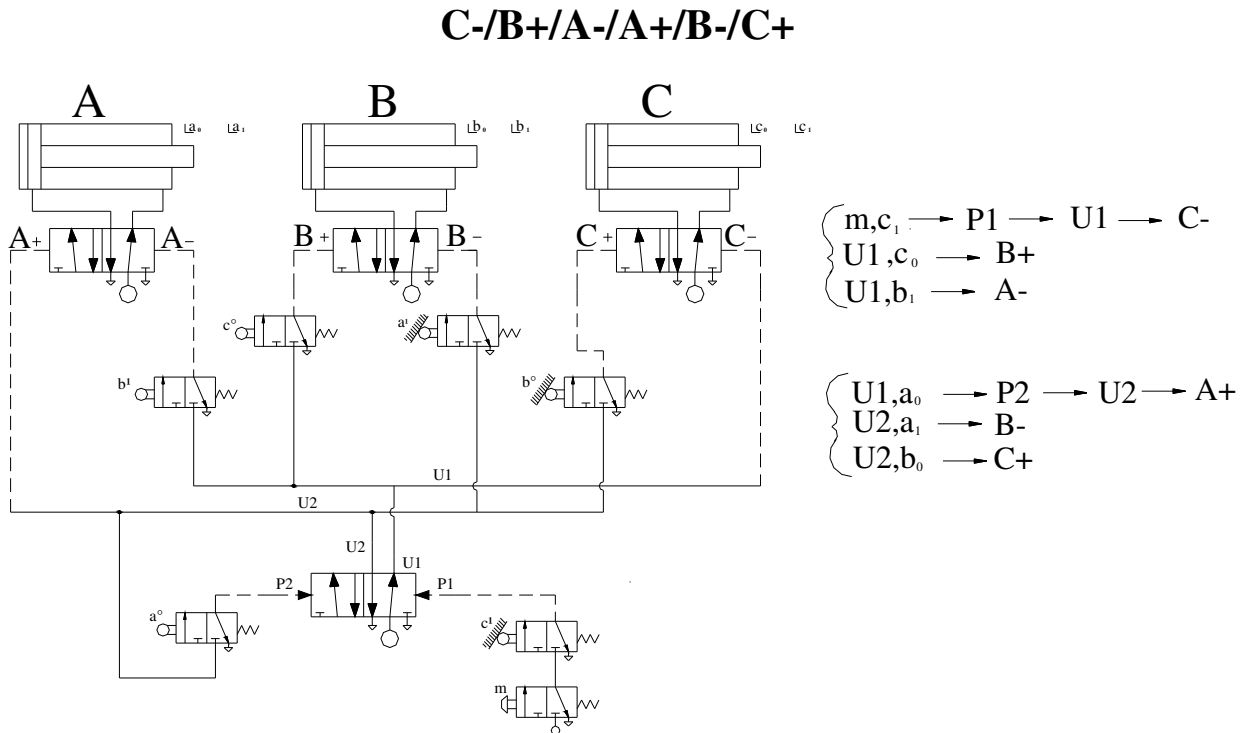 C-/B+/A-/A+/B-/C+
A B C
a₀ a₁ b₀ b₁ c₀ c₁
A+ A- B+ B- C+ C-
c° a¹
b¹ b°
m,c₁ → P1 → U1 → C-
U1,c₀ → B+
U1,b₁ → A-
U1,a₀ → P2 → U2 → A+
U2,a₁ → B-
U2,b₀ → C+
U1
U2
U2
U1
P2 P1
a° c¹
m